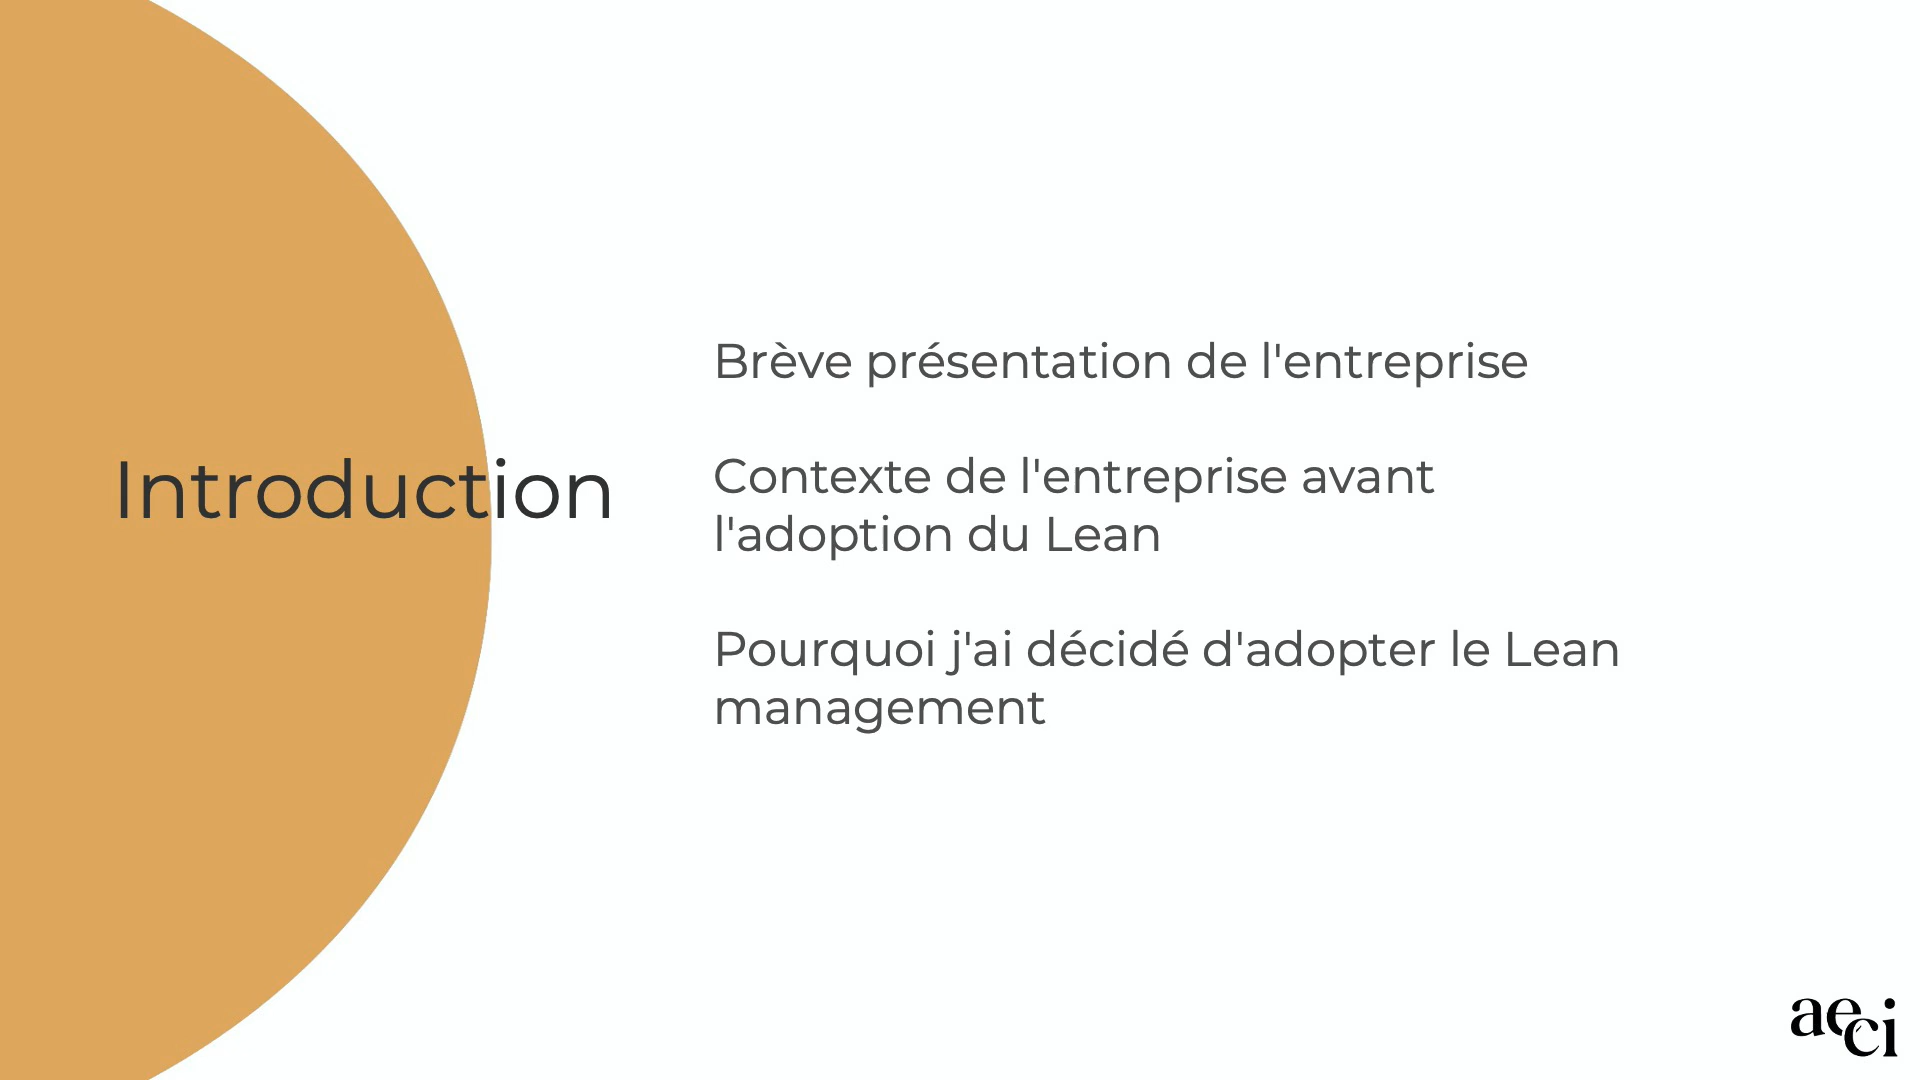 Introduction
Brève présentation de l'entreprise
Contexte de l'entreprise avant
l'adoption du Lean
Pourquoi j'ai décidé d'adopter le Lean
management
aeci